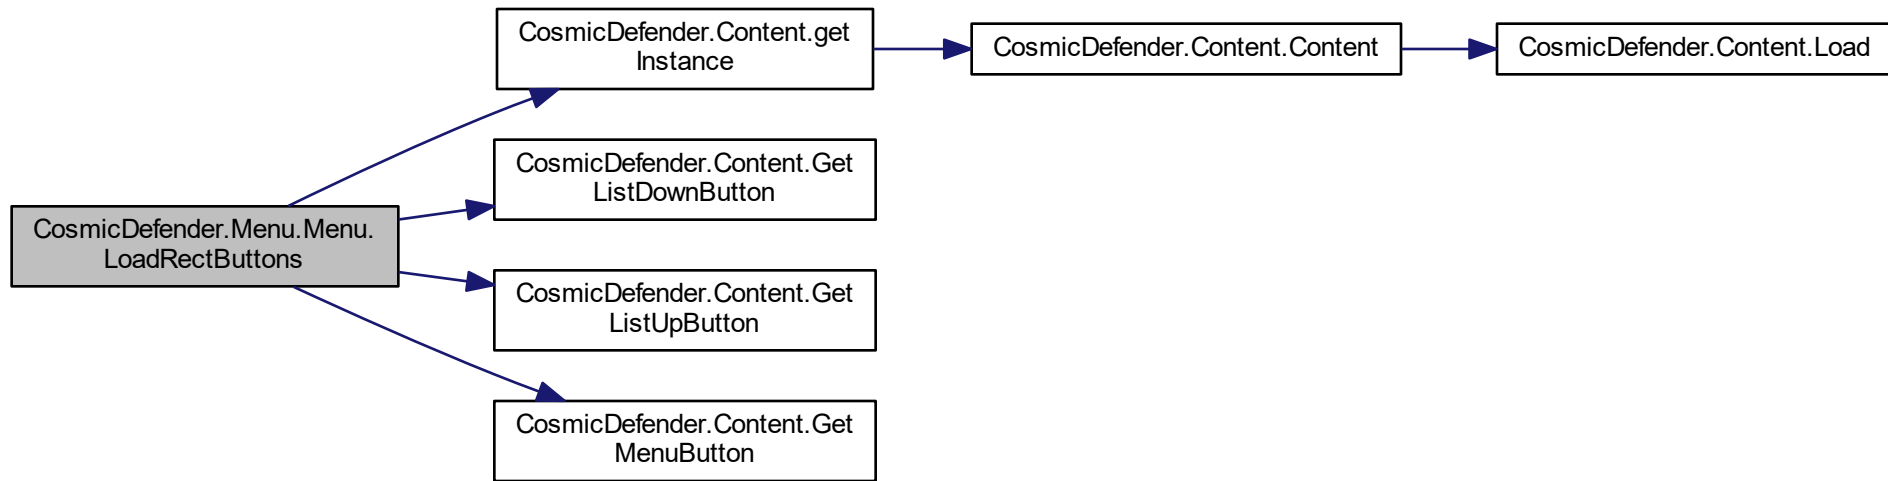 CosmicDefender.Menu.Menu.
LoadRectButtons
CosmicDefender.Content.get
Instance
CosmicDefender.Content.Content
CosmicDefender.Content.Load
CosmicDefender.Content.Get
ListDownButton
CosmicDefender.Content.Get
ListUpButton
CosmicDefender.Content.Get
MenuButton